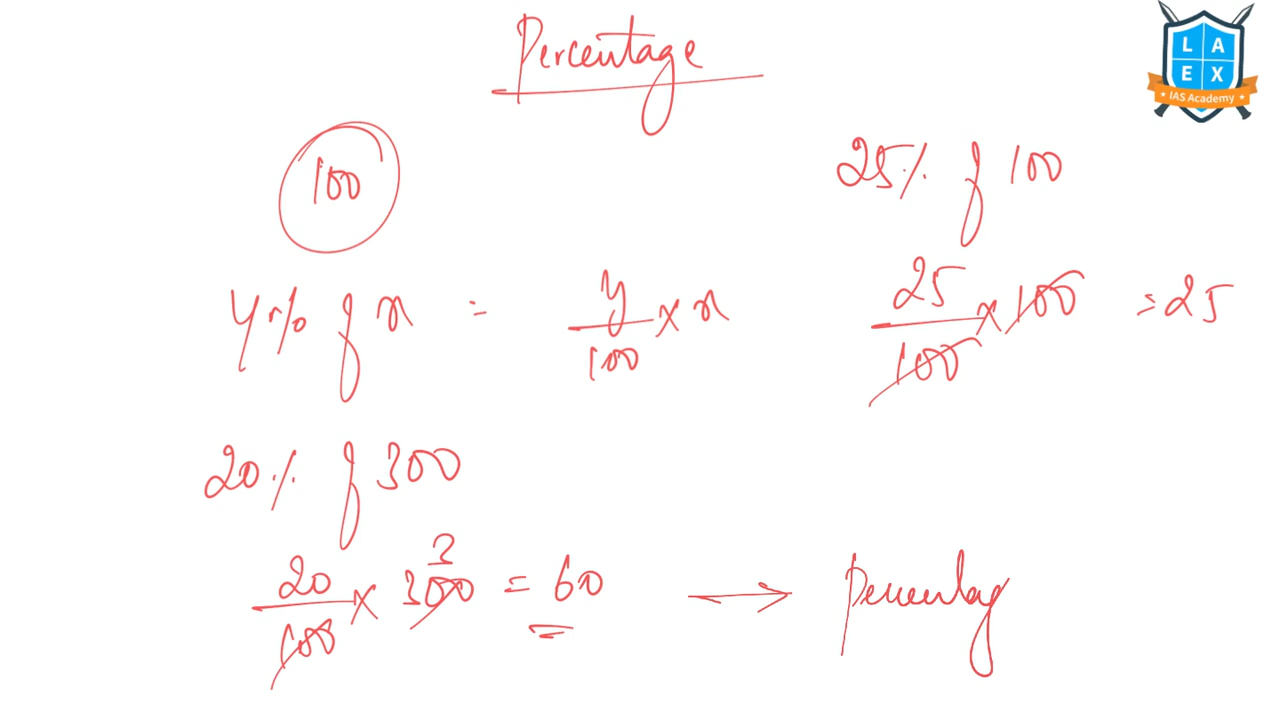 Percentage
L A
E X
IAS Academy
100
25% of 100
y% of x = y/100 × x
25/100 × 100 = 25
20% of 300
3
20/100 × 300 = 60 → Percentag